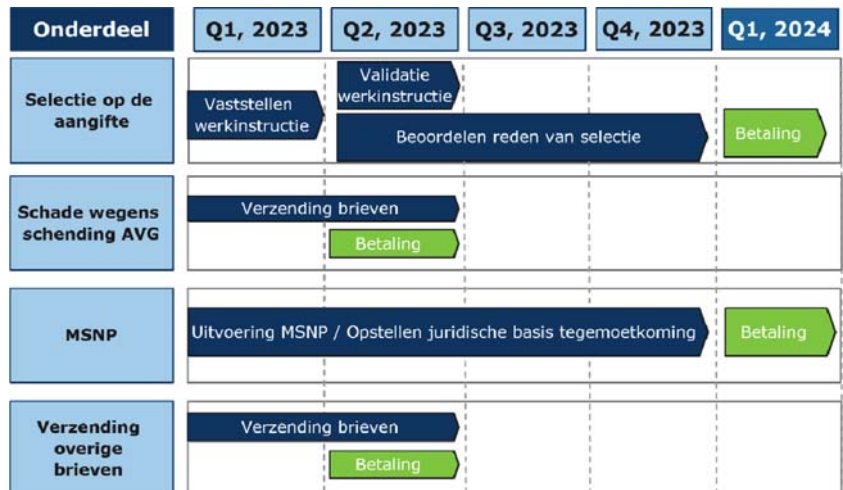 Onderdeel
Q1, 2023
Q2, 2023
Q3, 2023
Q4, 2023
Q1, 2024
Selectie op de
aangifte
Vaststellen
werkinstructie
Validatie
werkinstructie
Beoordelen reden van selectie
Betaling
Schade wegens
schending AVG
Verzending brieven
Betaling
MSNP
Uitvoering MSNP / Opstellen juridische basis tegemoetkoming
Betaling
Verzending
overige
brieven
Verzending brieven
Betaling